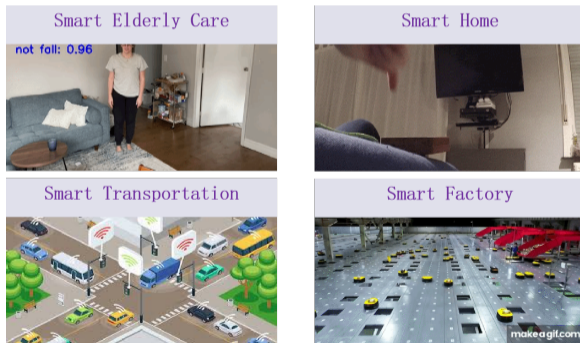 Smart Elderly Care
Smart Home
not fall: 0.96
Smart Transportation
Smart Factory
makeagif.com